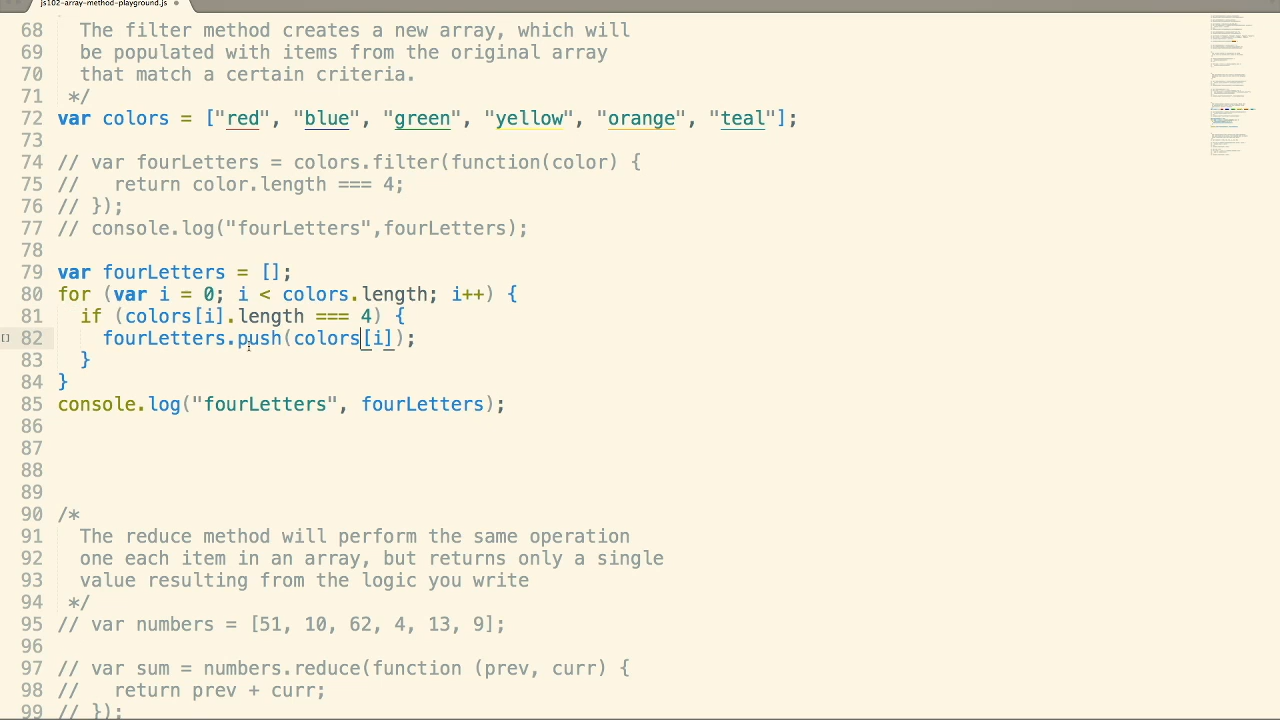 js102-array-method-playground.js
68 The filter method creates a new array, which will
69 be populated with items from the original array
70 that match a certain criteria.
71 */
72 var colors = ["red", "blue", "green", "yellow", "orange", "teal"];
73
74 // var fourLetters = colors.filter(function(color) {
75 //   return color.length === 4;
76 // });
77 // console.log("fourLetters",fourLetters);
78
79 var fourLetters = [];
80 for (var i = 0; i < colors.length; i++) {
81   if (colors[i].length === 4) {
82     fourLetters.push(colors[i]);
83   }
84 }
85 console.log("fourLetters", fourLetters);
86
87
88
89
90 /*
91   The reduce method will perform the same operation
92   one each item in an array, but returns only a single
93   value resulting from the logic you write
94 */
95 // var numbers = [51, 10, 62, 4, 13, 9];
96
97 // var sum = numbers.reduce(function (prev, curr) {
98 //   return prev + curr;
99 // });